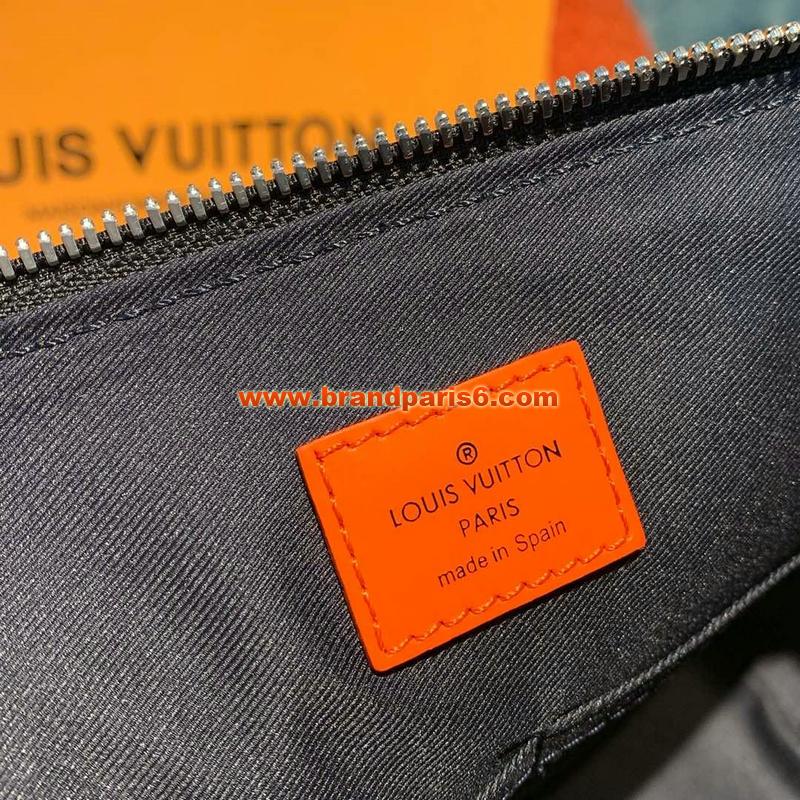 UIS VUITTON
www.brandparis6.com
®
LOUIS VUITTON
PARIS
made in Spain